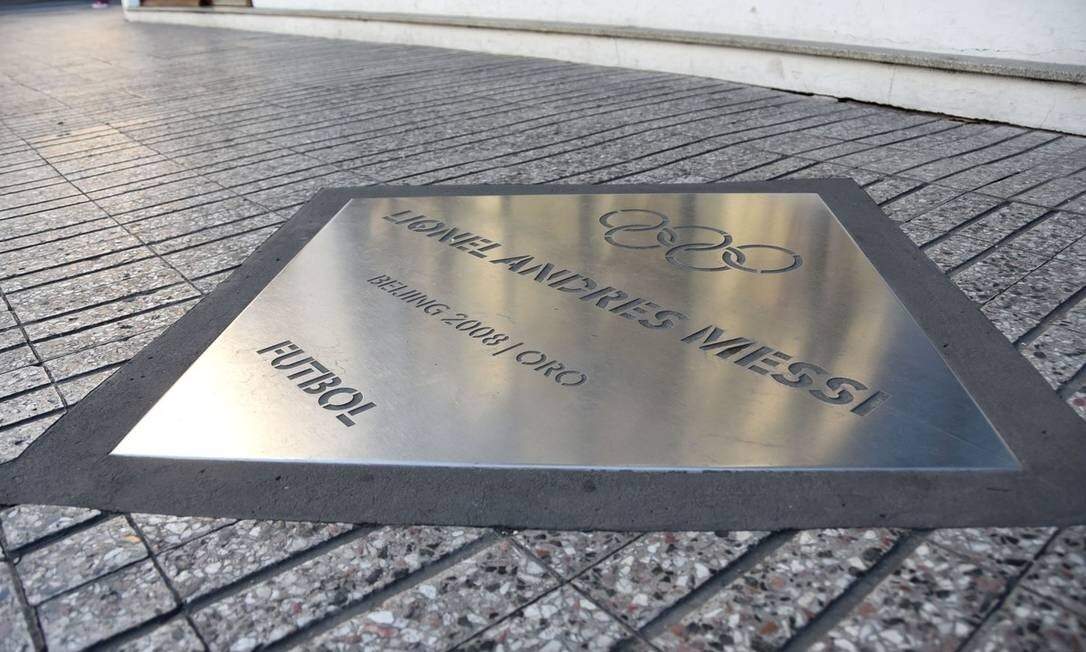 LIONEL ANDRES MESSI
BEIJING 2008 | ORO
FUTBOL